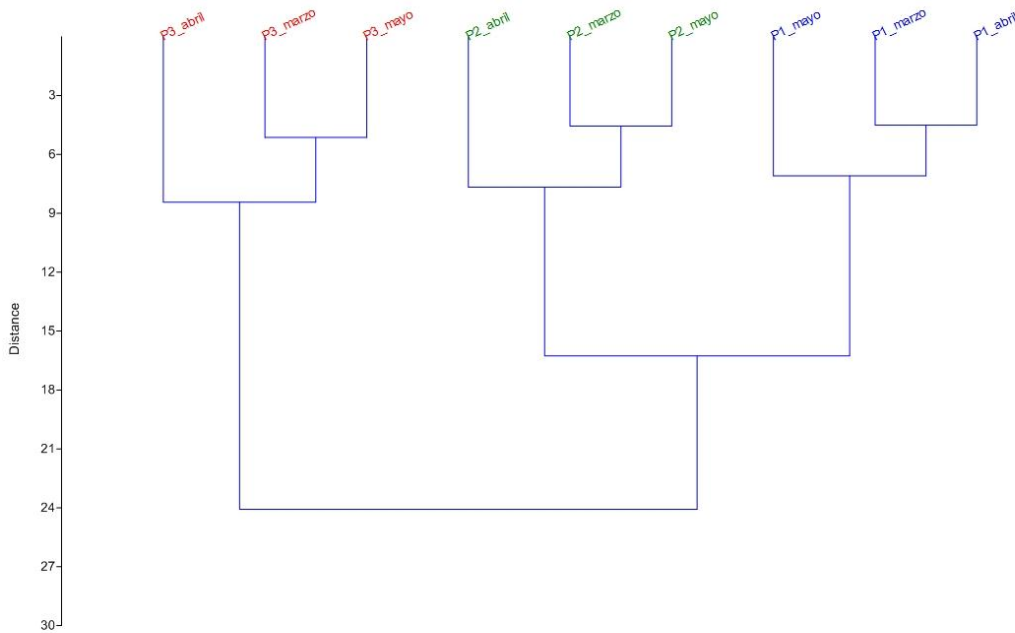 P3_abril
P3_marzo
P3_mayo
P2_abril
P2_marzo
P2_mayo
P1_mayo
P1_marzo
P1_abril
3
6
9
12
15
18
21
24
27
30
Distance